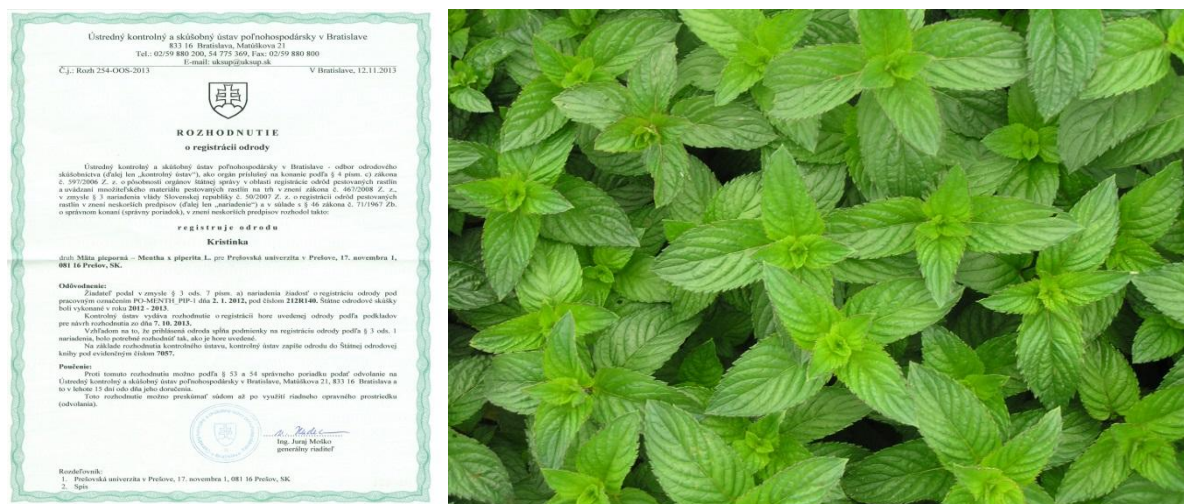 Ústredný kontrolný a skúšobný ústav poľnohospodársky v Bratislave
833 16 Bratislava, Matúškova 21
Tel.: 02/59 880 200, 54 775 369, Fax: 02/59 880 800
E-mail: uksup@uksup.sk
Č.j.: Rozh 254-OOS-2013 V Bratislave, 12.11.2013
ROZHODNUTIE
o registrácii odrody
Ústredný kontrolný a skúšobný ústav poľnohospodársky v Bratislave - odbor odrodového
skúšobníctva (ďalej len „kontrolný ústav“), ako orgán príslušný na konanie podľa § 4 písm. c) zákona
č. 597/2006 Z. z. o pôsobnosti orgánov štátnej správy v oblasti registrácie odrôd pestovaných rastlín
a uvádzaní množiteľského materiálu pestovaných rastlín na trh v znení zákona č. 467/2008 Z. z.,
v zmysle § 3 nariadenia vlády Slovenskej republiky č. 50/2007 Z. z. o registrácii odrôd pestovaných
rastlín v znení neskorších predpisov (ďalej len „nariadenie“) a v súlade s § 46 zákona č. 71/1967 Zb.
o správnom konaní (správny poriadok), v znení neskorších predpisov rozhodol takto:
registruje odrodu
Kristinka
druh Mäta pieporná – Mentha x piperita L. pre Prešovská univerzita v Prešove, 17. novembra 1,
081 16 Prešov, SK.
Odôvodnenie:
Žiadateľ podal v zmysle § 3 ods. 7 písm. a) nariadenia žiadosť o registráciu odrody pod
pracovným označením PO-MENTH_PIP-1 dňa 2. 1. 2012, pod číslom 212R140. Štátne odrodové skúšky
boli vykonané v roku 2012 - 2013.
Kontrolný ústav vydáva rozhodnutie o registrácii hore uvedenej odrody podľa podkladov
pre návrh rozhodnutia zo dňa 7. 10. 2013.
Vzhľadom na to, že prihlásená odroda spĺňa podmienky na registráciu odrody podľa § 3 ods. 1
nariadenia, bolo potrebné rozhodnúť tak, ako je hore uvedené.
Na základe rozhodnutia kontrolného ústavu, kontrolný ústav zapíše odrodu do Štátnej odrodovej
knihy pod evidenčným číslom 7057.
Poučenie:
Proti tomuto rozhodnutiu možno podľa § 53 a 54 správneho poriadku podať odvolanie na
Ústredný kontrolný a skúšobný ústav poľnohospodársky v Bratislave, Matúškova 21, 833 16 Bratislava a
to v lehote 15 dní odo dňa jeho doručenia.
Toto rozhodnutie možno preskúmať súdom až po využití riadneho opravného prostriedku
(odvolania).
Ing. Juraj Moško
generálny riaditeľ
Rozdeľovník:
1. Prešovská univerzita v Prešove, 17. novembra 1, 081 16 Prešov, SK
2. Spis